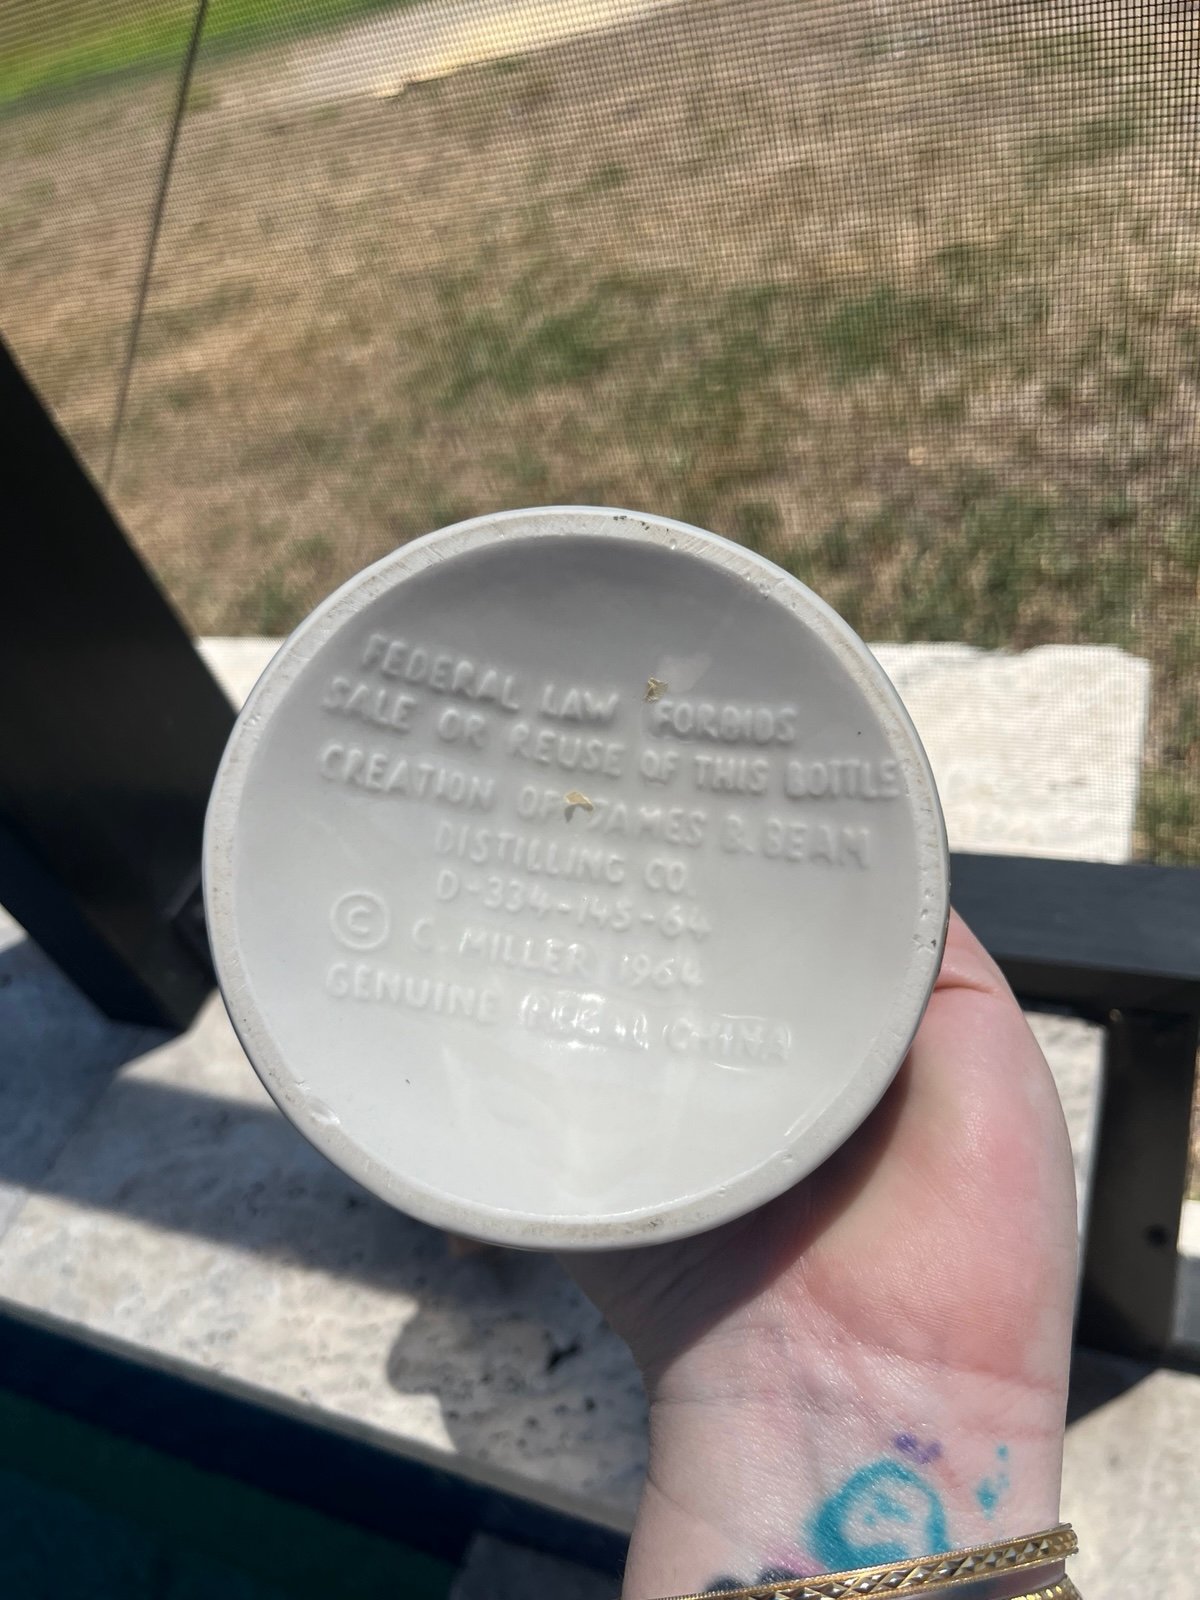 FEDERAL LAW FORBIDS
SALE OR REUSE OF THIS BOTTLE
CREATION OF JAMES B. BEAM
DISTILLING CO.
D-334-145-64
© C. MILLER 1964
GENUINE REGAL CHINA